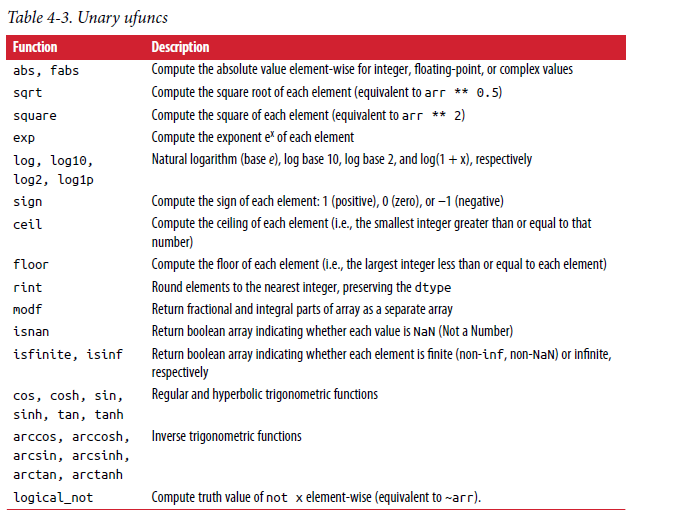 Table 4-3. Unary ufuncs
Function Description
abs, fabs Compute the absolute value element-wise for integer, floating-point, or complex values
sqrt Compute the square root of each element (equivalent to arr ** 0.5)
square Compute the square of each element (equivalent to arr ** 2)
exp Compute the exponent eˣ of each element
log, log10, Natural logarithm (base e), log base 10, log base 2, and log(1 + x), respectively
log2, log1p
sign Compute the sign of each element: 1 (positive), 0 (zero), or –1 (negative)
ceil Compute the ceiling of each element (i.e., the smallest integer greater than or equal to that
number)
floor Compute the floor of each element (i.e., the largest integer less than or equal to each element)
rint Round elements to the nearest integer, preserving the dtype
modf Return fractional and integral parts of array as a separate array
isnan Return boolean array indicating whether each value is NaN (Not a Number)
isfinite, isinf Return boolean array indicating whether each element is finite (non-inf, non-NaN) or infinite,
respectively
cos, cosh, sin, Regular and hyperbolic trigonometric functions
sinh, tan, tanh
arccos, arccosh, Inverse trigonometric functions
arcsin, arcsinh,
arctan, arctanh
logical_not Compute truth value of not x element-wise (equivalent to ~arr).